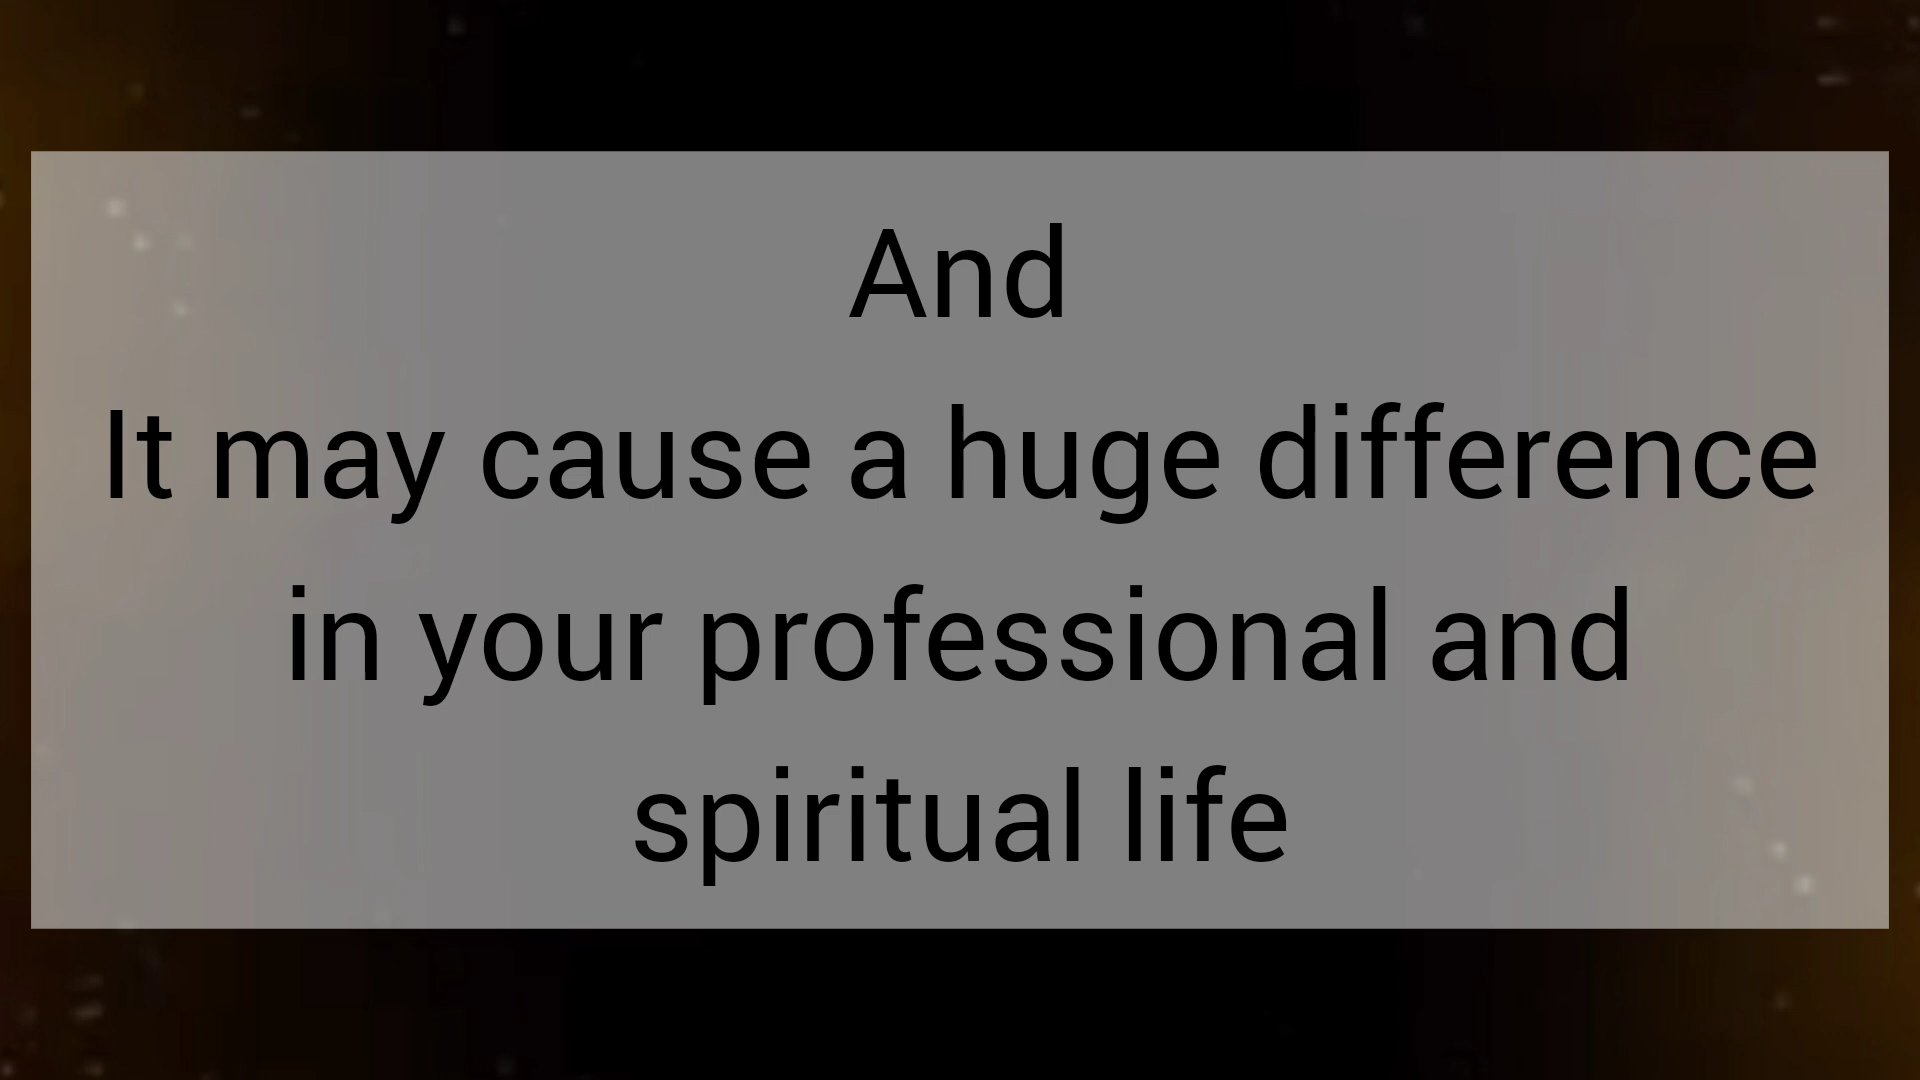 And
It may cause a huge difference
in your professional and
spiritual life